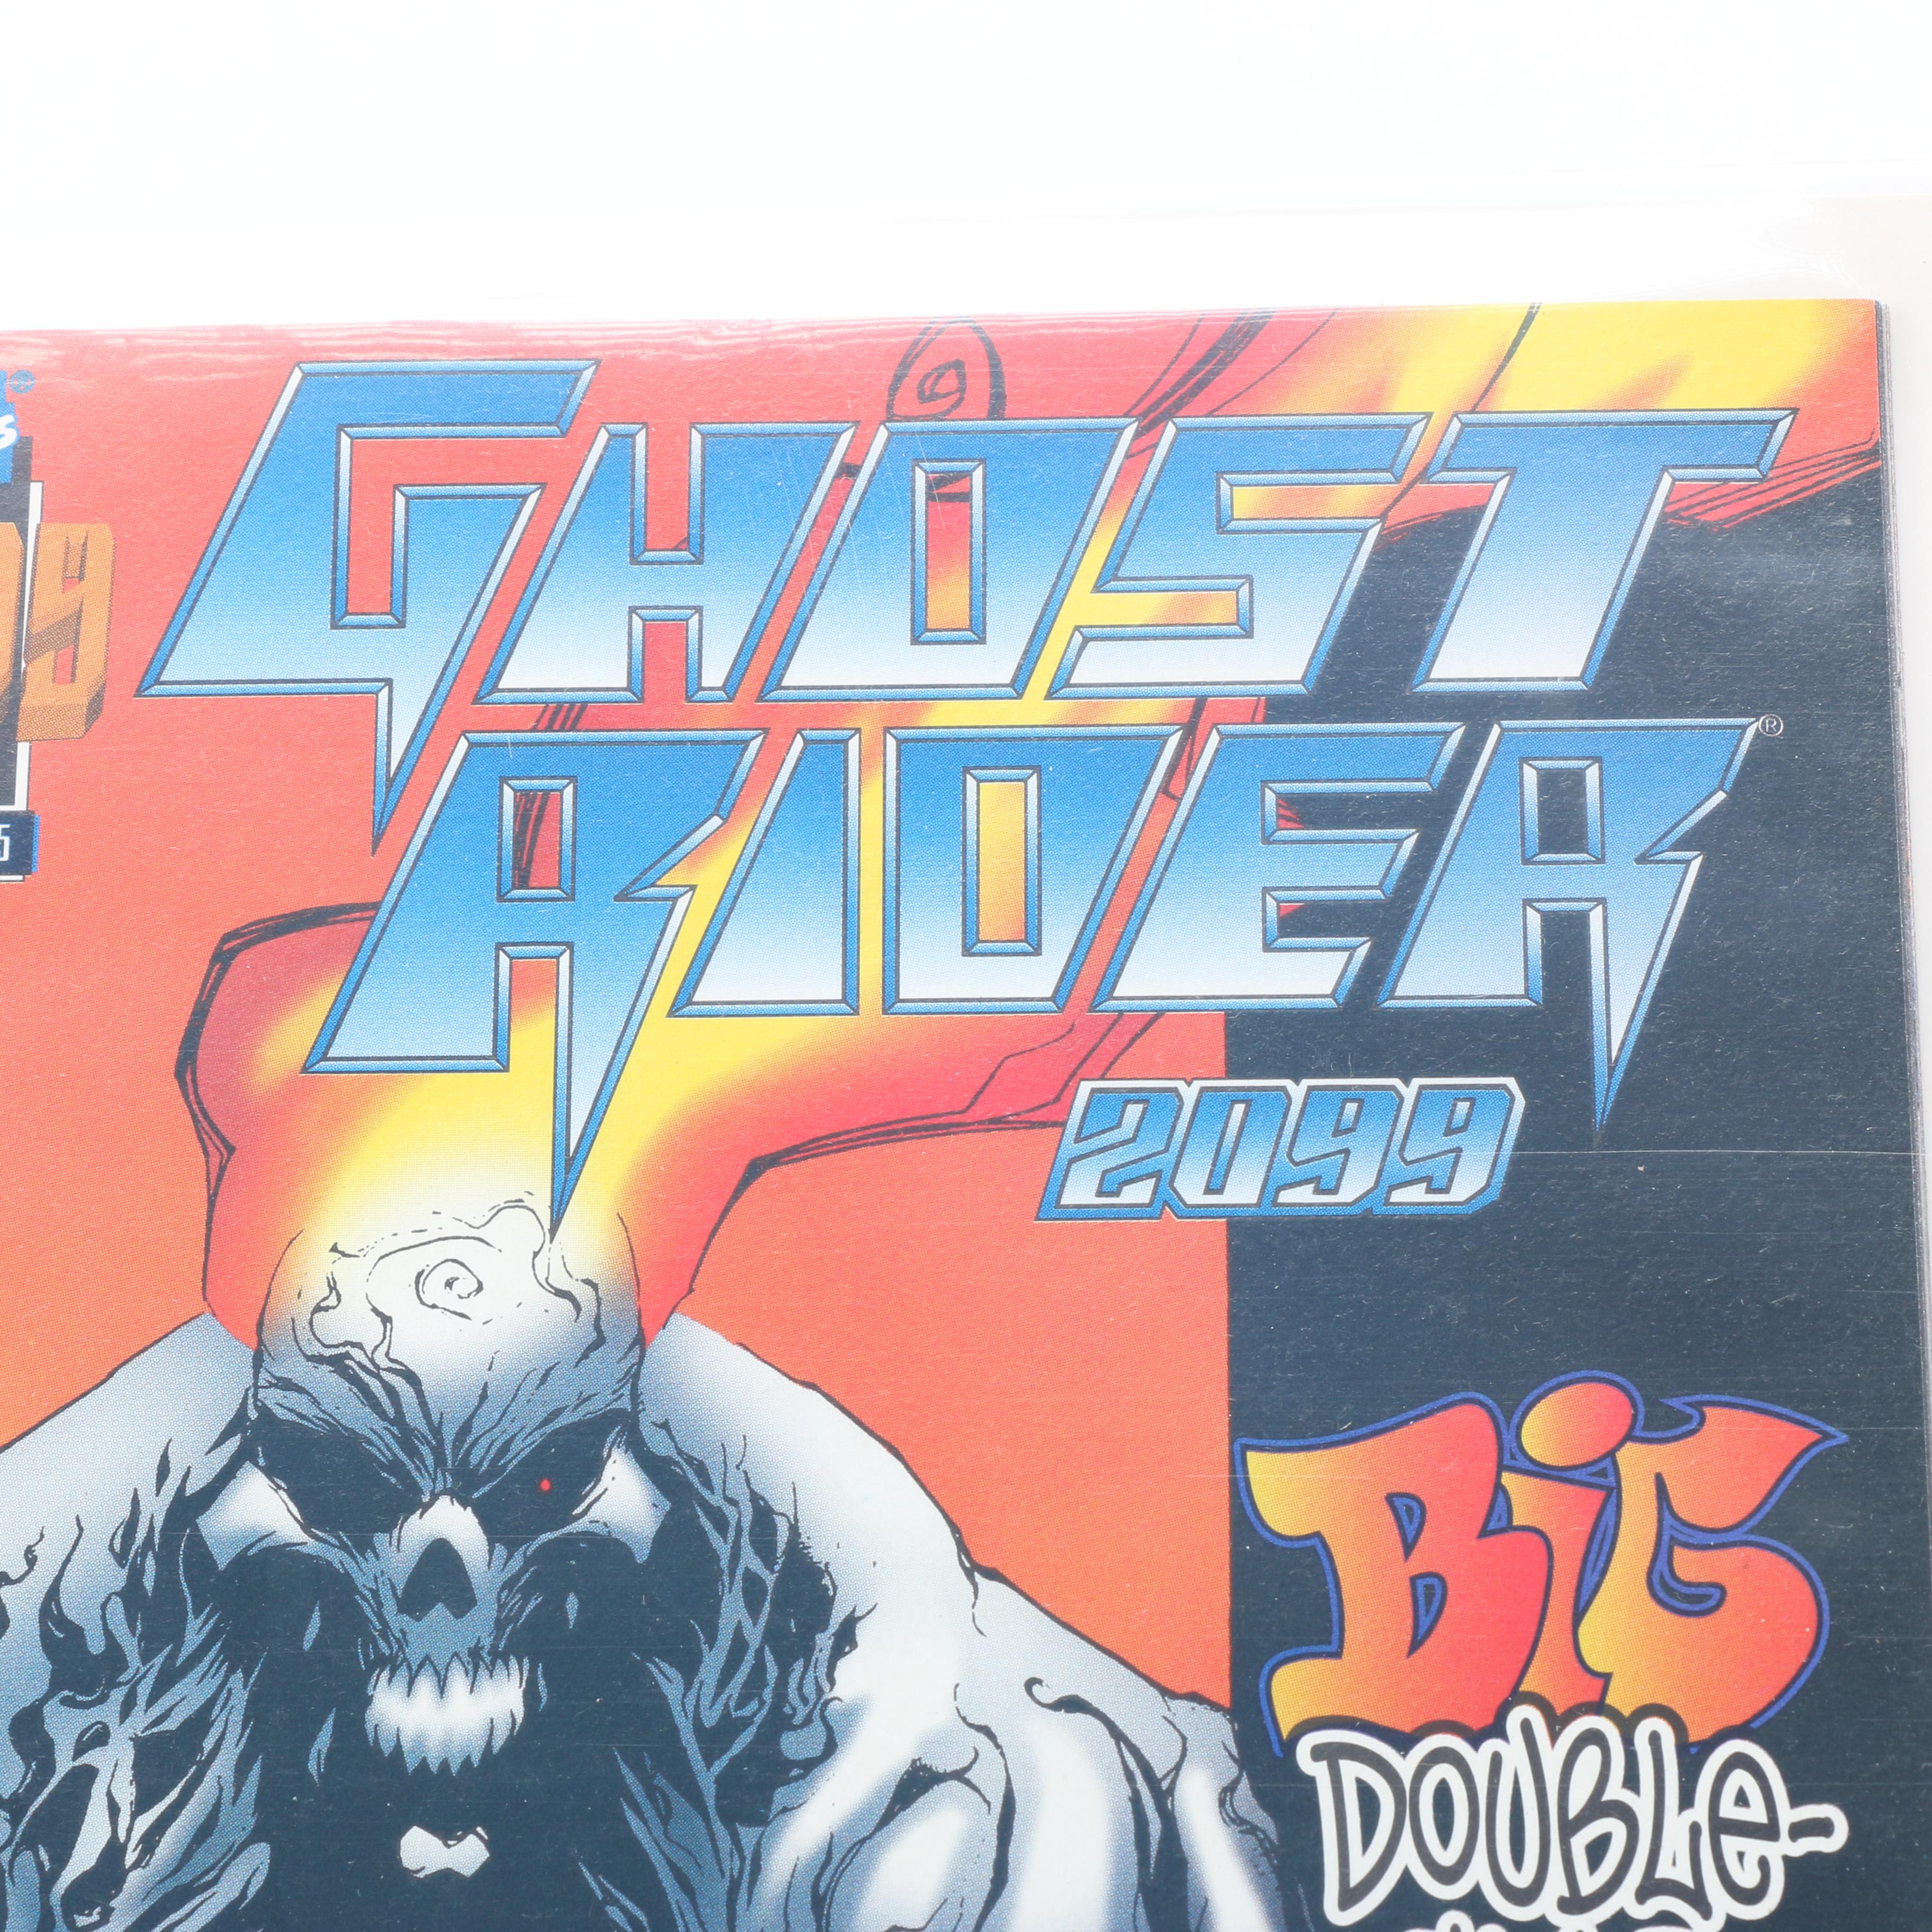 GHOST
RIDER®
2099
BiG
DOUBLe-